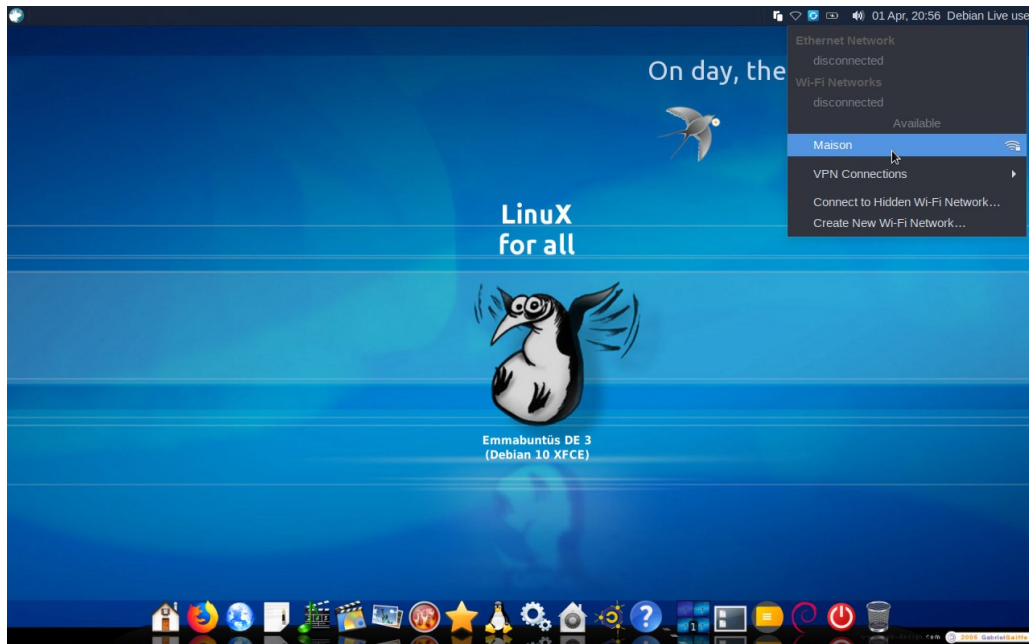 01 Apr, 20:56 Debian Live use
Ethernet Network
disconnected
Wi-Fi Networks
disconnected
Available
Maison
VPN Connections
Connect to Hidden Wi-Fi Network…
Create New Wi-Fi Network…
On day, the
LinuX
for all
Emmabuntüs DE 3
(Debian 10 XFCE)
1
2006